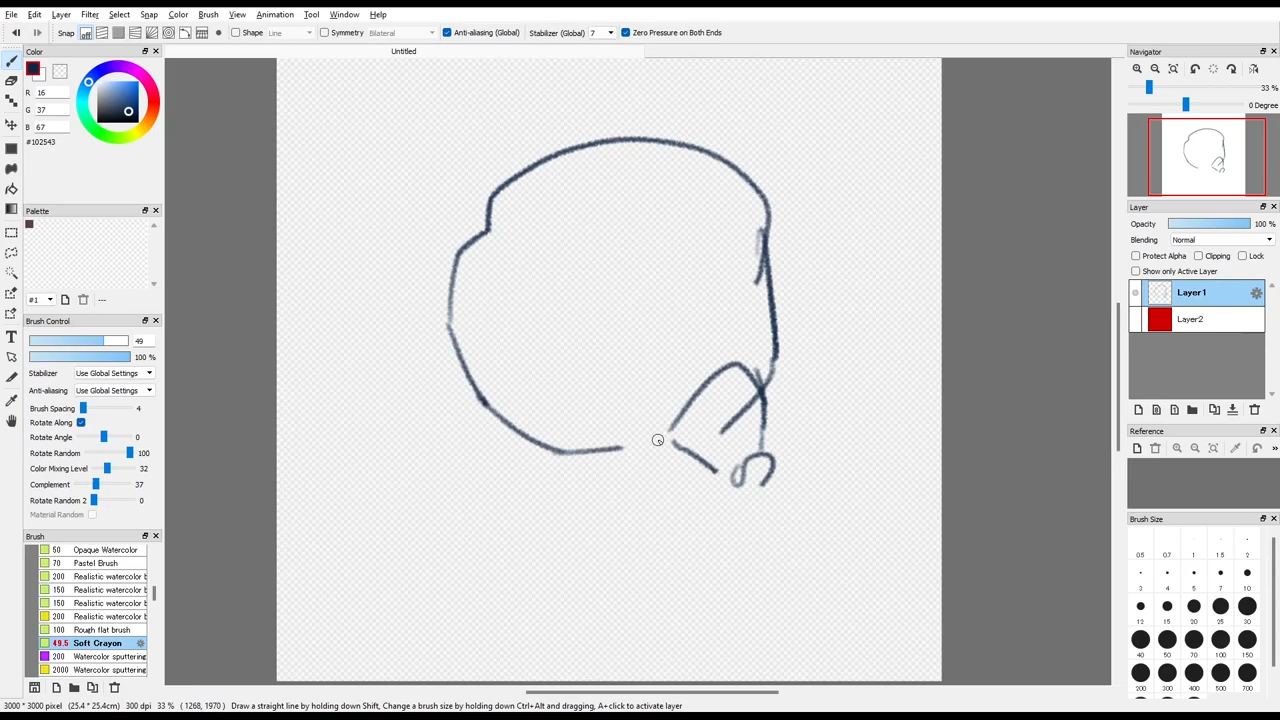 File Edit Layer Filter Select Snap Color Brush View Animation Tool Window Help
Snap off Shape Line Symmetry Bilateral Anti-aliasing (Global) Stabilizer (Global) 7 Zero Pressure on Both Ends
Color
Untitled
R 16
G 37
B 67
#102543
Palette
#1 ---
Brush Control
49
100 %
Stabilizer Use Global Settings
Anti-aliasing Use Global Settings
Brush Spacing 4
Rotate Along
Rotate Angle 0
Rotate Random 100
Color Mixing Level 32
Complement 37
Rotate Random 2 0
Material Random
Brush
50 Opaque Watercolor
70 Pastel Brush
200 Realistic watercolor b
150 Realistic watercolor b
150 Realistic watercolor b
200 Realistic watercolor b
100 Rough flat brush
49.5 Soft Crayon
200 Watercolor sputtering
2000 Watercolor sputtering
Navigator
33 %
0 Degree
Layer
Opacity 100 %
Blending Normal
Protect Alpha Clipping Lock
Show only Active Layer
Layer1
Layer2
Reference
Brush Size
0.5 0.7 1 1.5 2
3 4 5 7 10
12 15 20 25 30
40 50 70 100 150
200 300 400 500 700
3000 * 3000 pixel (25.4 * 25.4cm) 300 dpi 33 % ( 1268, 1970 ) Draw a straight line by holding down Shift, Change a brush size by holding down Ctrl+Alt and dragging, A+click to activate layer